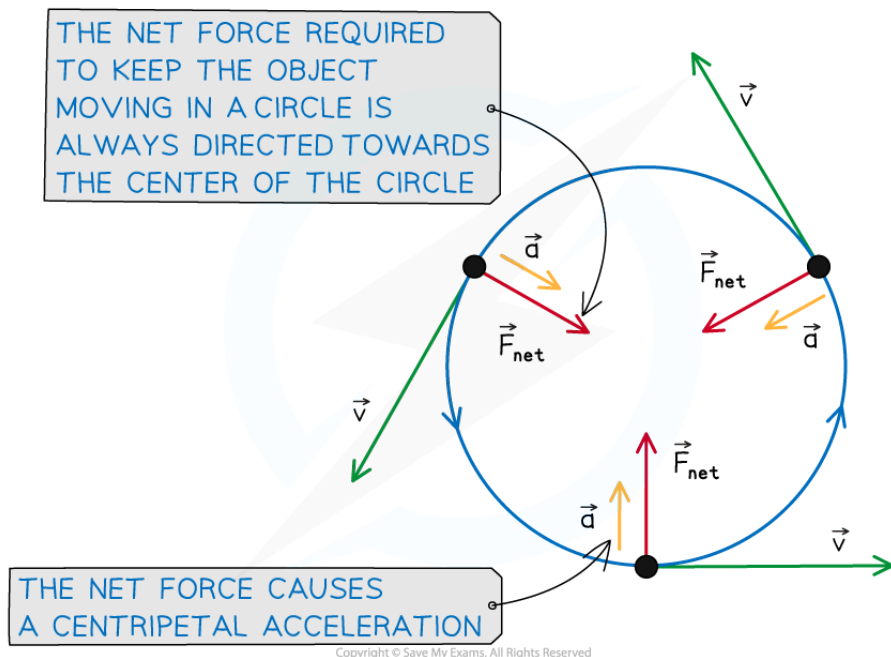 THE NET FORCE REQUIRED
TO KEEP THE OBJECT
MOVING IN A CIRCLE IS
ALWAYS DIRECTED TOWARDS
THE CENTER OF THE CIRCLE
v⃗
a⃗
F⃗net
F⃗net
a⃗
v⃗
F⃗net
a⃗
v⃗
THE NET FORCE CAUSES
A CENTRIPETAL ACCELERATION
Copyright © Save My Exams. All Rights Reserved